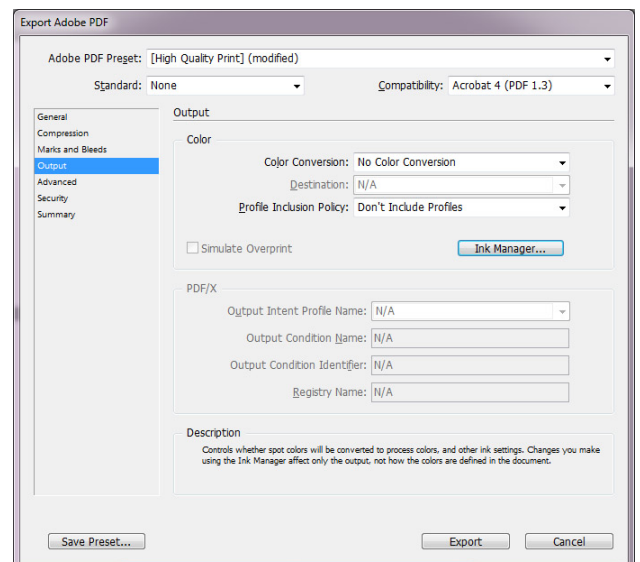 Export Adobe PDF
Adobe PDF Preset: [High Quality Print] (modified)
Standard: None Compatibility: Acrobat 4 (PDF 1.3)
General
Compression
Marks and Bleeds
Output
Advanced
Security
Summary
Output
Color
Color Conversion: No Color Conversion
Destination: N/A
Profile Inclusion Policy: Don't Include Profiles
Simulate Overprint Ink Manager...
PDF/X
Output Intent Profile Name: N/A
Output Condition Name: N/A
Output Condition Identifier: N/A
Registry Name: N/A
Description
Controls whether spot colors will be converted to process colors, and other ink settings. Changes you make
using the Ink Manager affect only the output, not how the colors are defined in the document.
Save Preset... Export Cancel